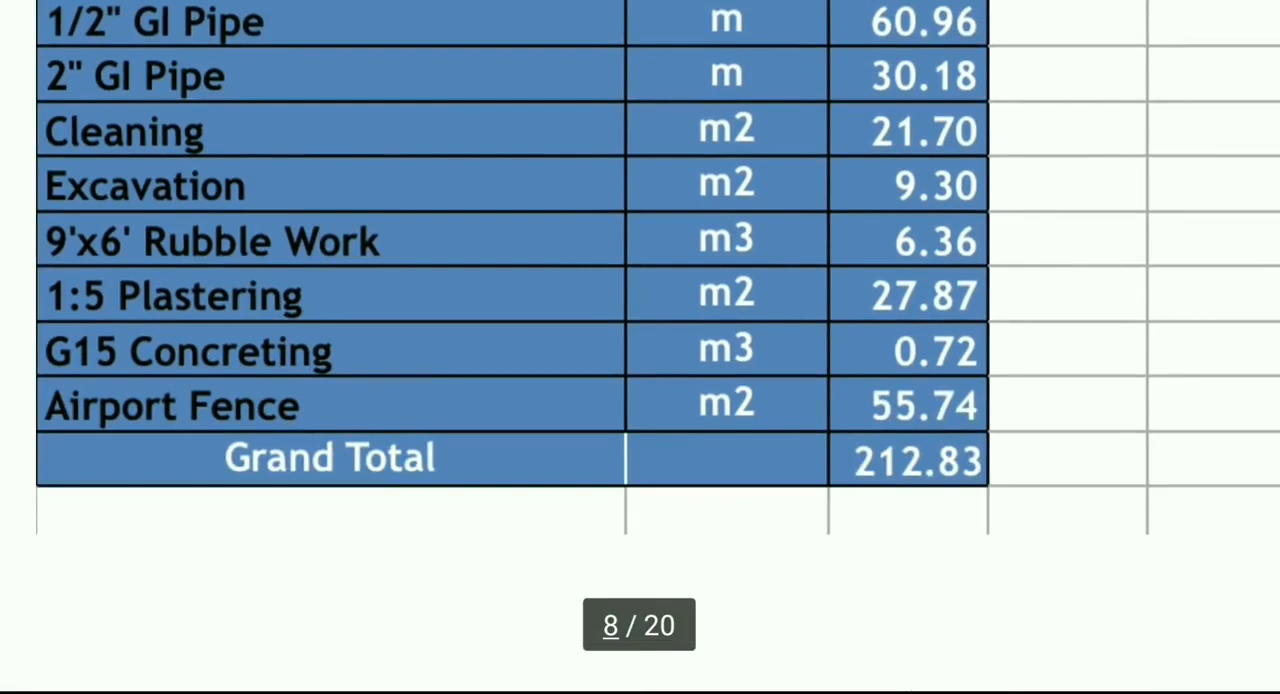 1/2" GI Pipe m 60.96
2" GI Pipe m 30.18
Cleaning m2 21.70
Excavation m2 9.30
9'x6' Rubble Work m3 6.36
1:5 Plastering m2 27.87
G15 Concreting m3 0.72
Airport Fence m2 55.74
Grand Total 212.83
8 / 20